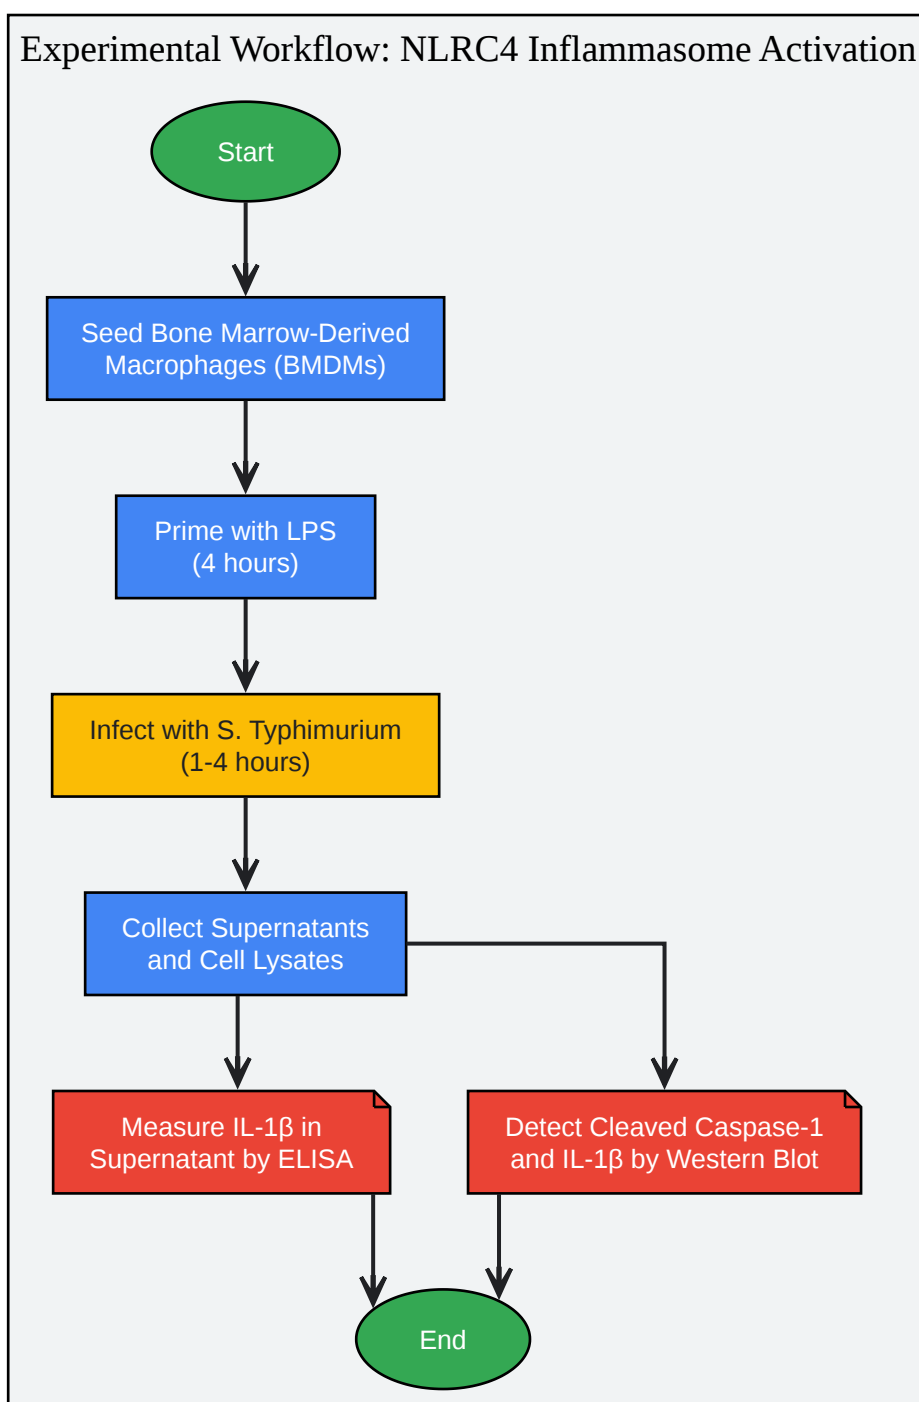 Experimental Workflow: NLRC4 Inflammasome Activation
Start
Seed Bone Marrow-Derived
Macrophages (BMDMs)
Prime with LPS
(4 hours)
Infect with S. Typhimurium
(1-4 hours)
Collect Supernatants
and Cell Lysates
Measure IL-1β in
Supernatant by ELISA
Detect Cleaved Caspase-1
and IL-1β by Western Blot
End